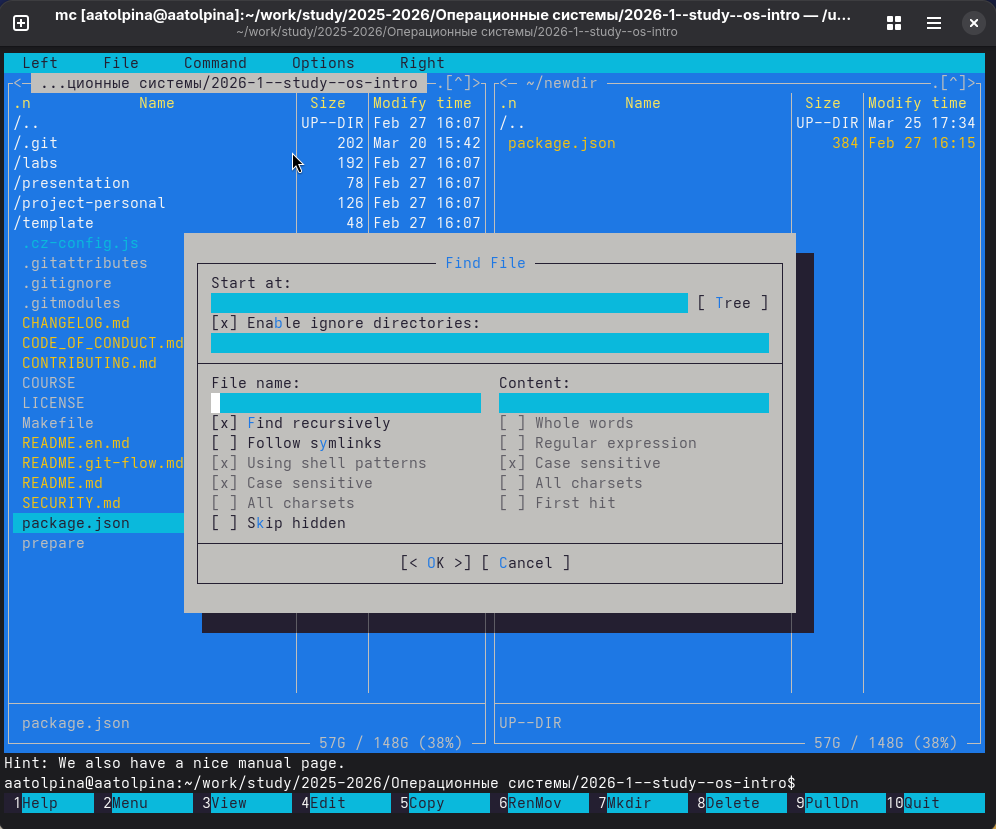 mc [aatolpina@aatolpina]:~/work/study/2025-2026/Операционные системы/2026-1--study--os-intro — /u...
~/work/study/2025-2026/Операционные системы/2026-1--study--os-intro
Left File Command Options Right
<— ...ционные системы/2026-1--study--os-intro .[^]> <— ~/newdir .[^]>
.n Name Size Modify time .n Name Size Modify time
/.. UP--DIR Feb 27 16:07 /.. UP--DIR Mar 25 17:34
/.git 202 Mar 20 15:42 package.json 384 Feb 27 16:15
/labs 192 Feb 27 16:07
/presentation 78 Feb 27 16:07
/project-personal 126 Feb 27 16:07
/template 48 Feb 27 16:07
.cz-config.js
.gitattributes
.gitignore
.gitmodules
CHANGELOG.md
CODE_OF_CONDUCT.md
CONTRIBUTING.md
COURSE
LICENSE
Makefile
README.en.md
README.git-flow.md
README.md
SECURITY.md
package.json
prepare
Find File
Start at:
[ Tree ]
[x] Enable ignore directories:
File name: Content:
[x] Find recursively [ ] Whole words
[ ] Follow symlinks [ ] Regular expression
[x] Using shell patterns [x] Case sensitive
[x] Case sensitive [ ] All charsets
[ ] All charsets [ ] First hit
[ ] Skip hidden
[< OK >] [ Cancel ]
package.json UP--DIR
57G / 148G (38%) 57G / 148G (38%)
Hint: We also have a nice manual page.
aatolpina@aatolpina:~/work/study/2025-2026/Операционные системы/2026-1--study--os-intro$
1Help 2Menu 3View 4Edit 5Copy 6RenMov 7Mkdir 8Delete 9PullDn 10Quit